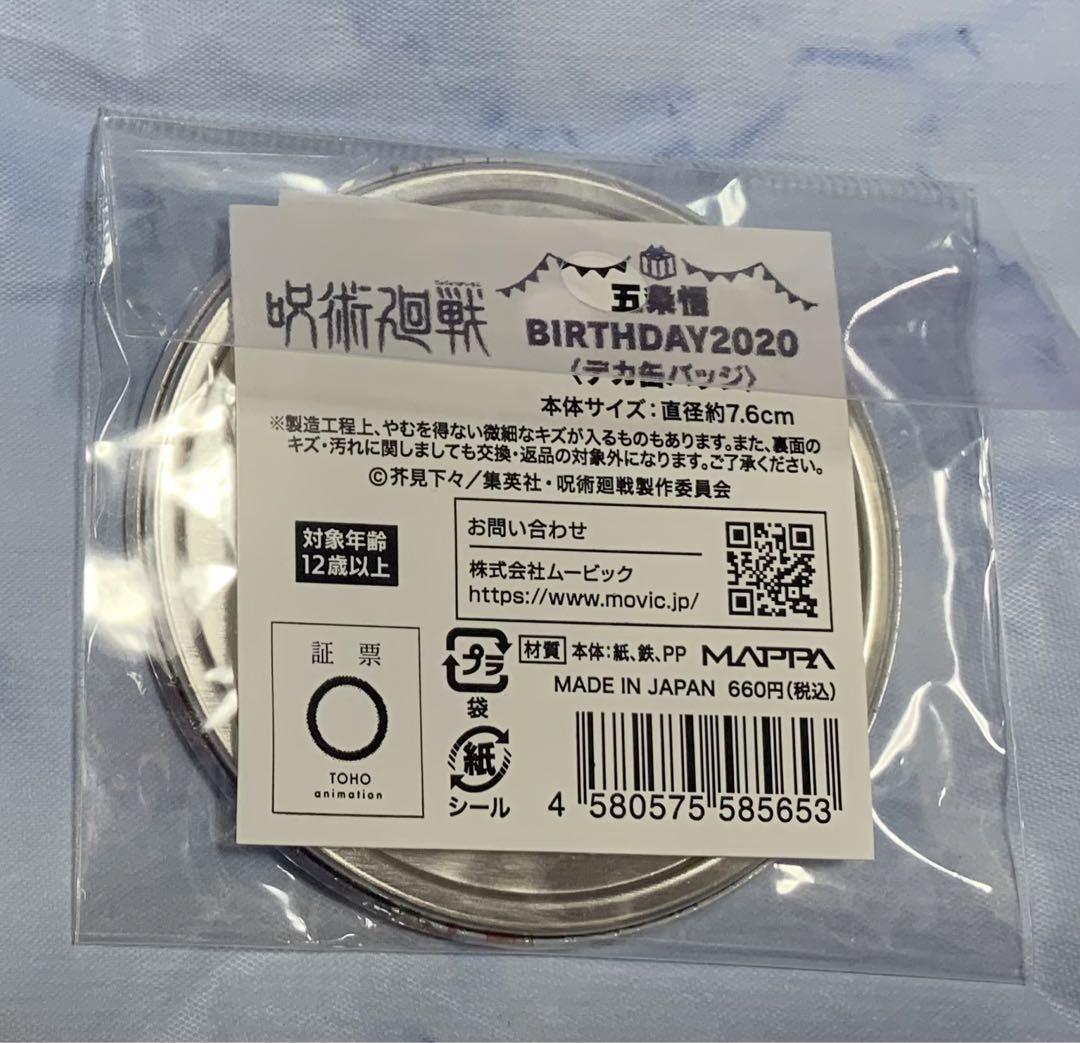 呪術廻戦
五条悟
BIRTHDAY2020
〈デカ缶バッジ〉
本体サイズ:直径約7.6cm
※製造工程上、やむを得ない微細なキズが入るものもあります。また、裏面の
キズ・汚れに関しましても交換・返品の対象外になります。ご了承ください。
©芥見下々/集英社・呪術廻戦製作委員会
対象年齢
12歳以上
お問い合わせ
株式会社ムービック
https://www.movic.jp/
証票
TOHO
animation
プラ
袋
紙
シール
材質 本体:紙、鉄、PP MAPPA
MADE IN JAPAN 660円(税込)
4 580575 585653